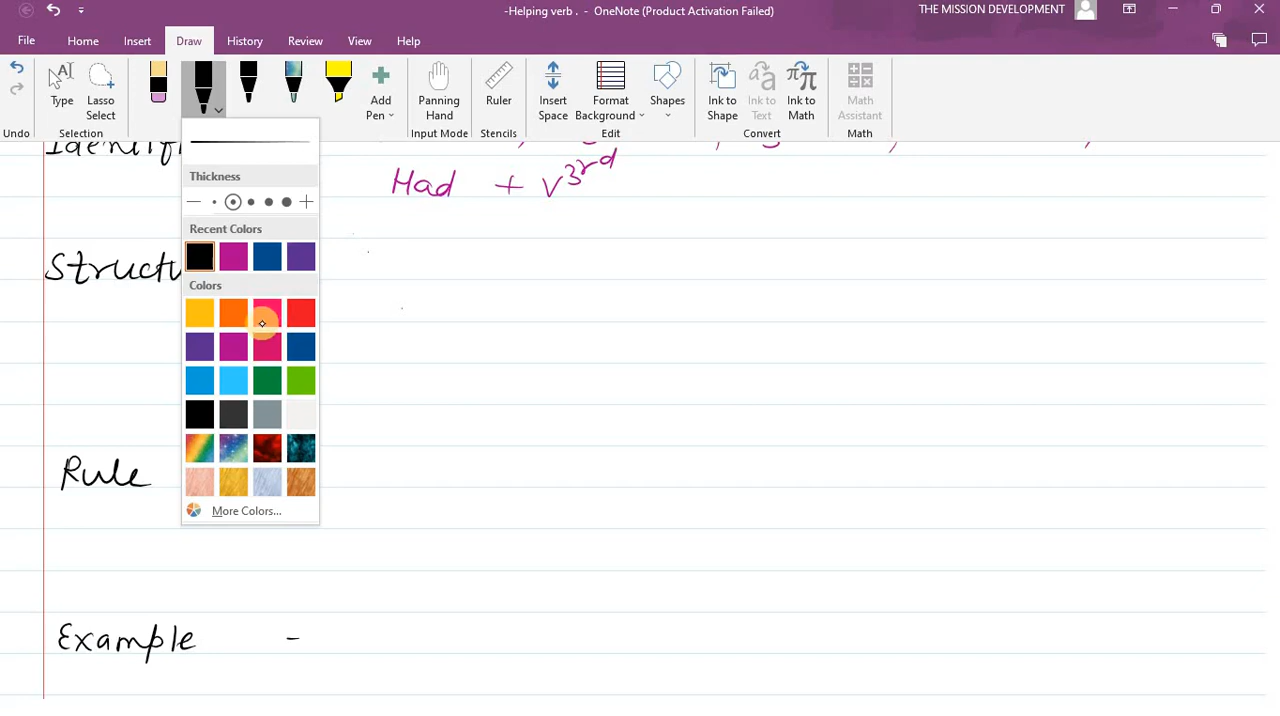 -Helping verb . - OneNote (Product Activation Failed)
THE MISSION DEVELOPMENT
File Home Insert Draw History Review View Help
Undo
Type
Lasso Select
Add Pen
Panning Hand
Ruler
Insert Space
Format Background
Shapes
Ink to Shape
Ink to Text
Ink to Math
Math Assistant
Selection
Input Mode
Stencils
Edit
Convert
Math
Thickness
Recent Colors
Colors
More Colors...
Identif
Had + V3rd
Structu
Rule
Example -